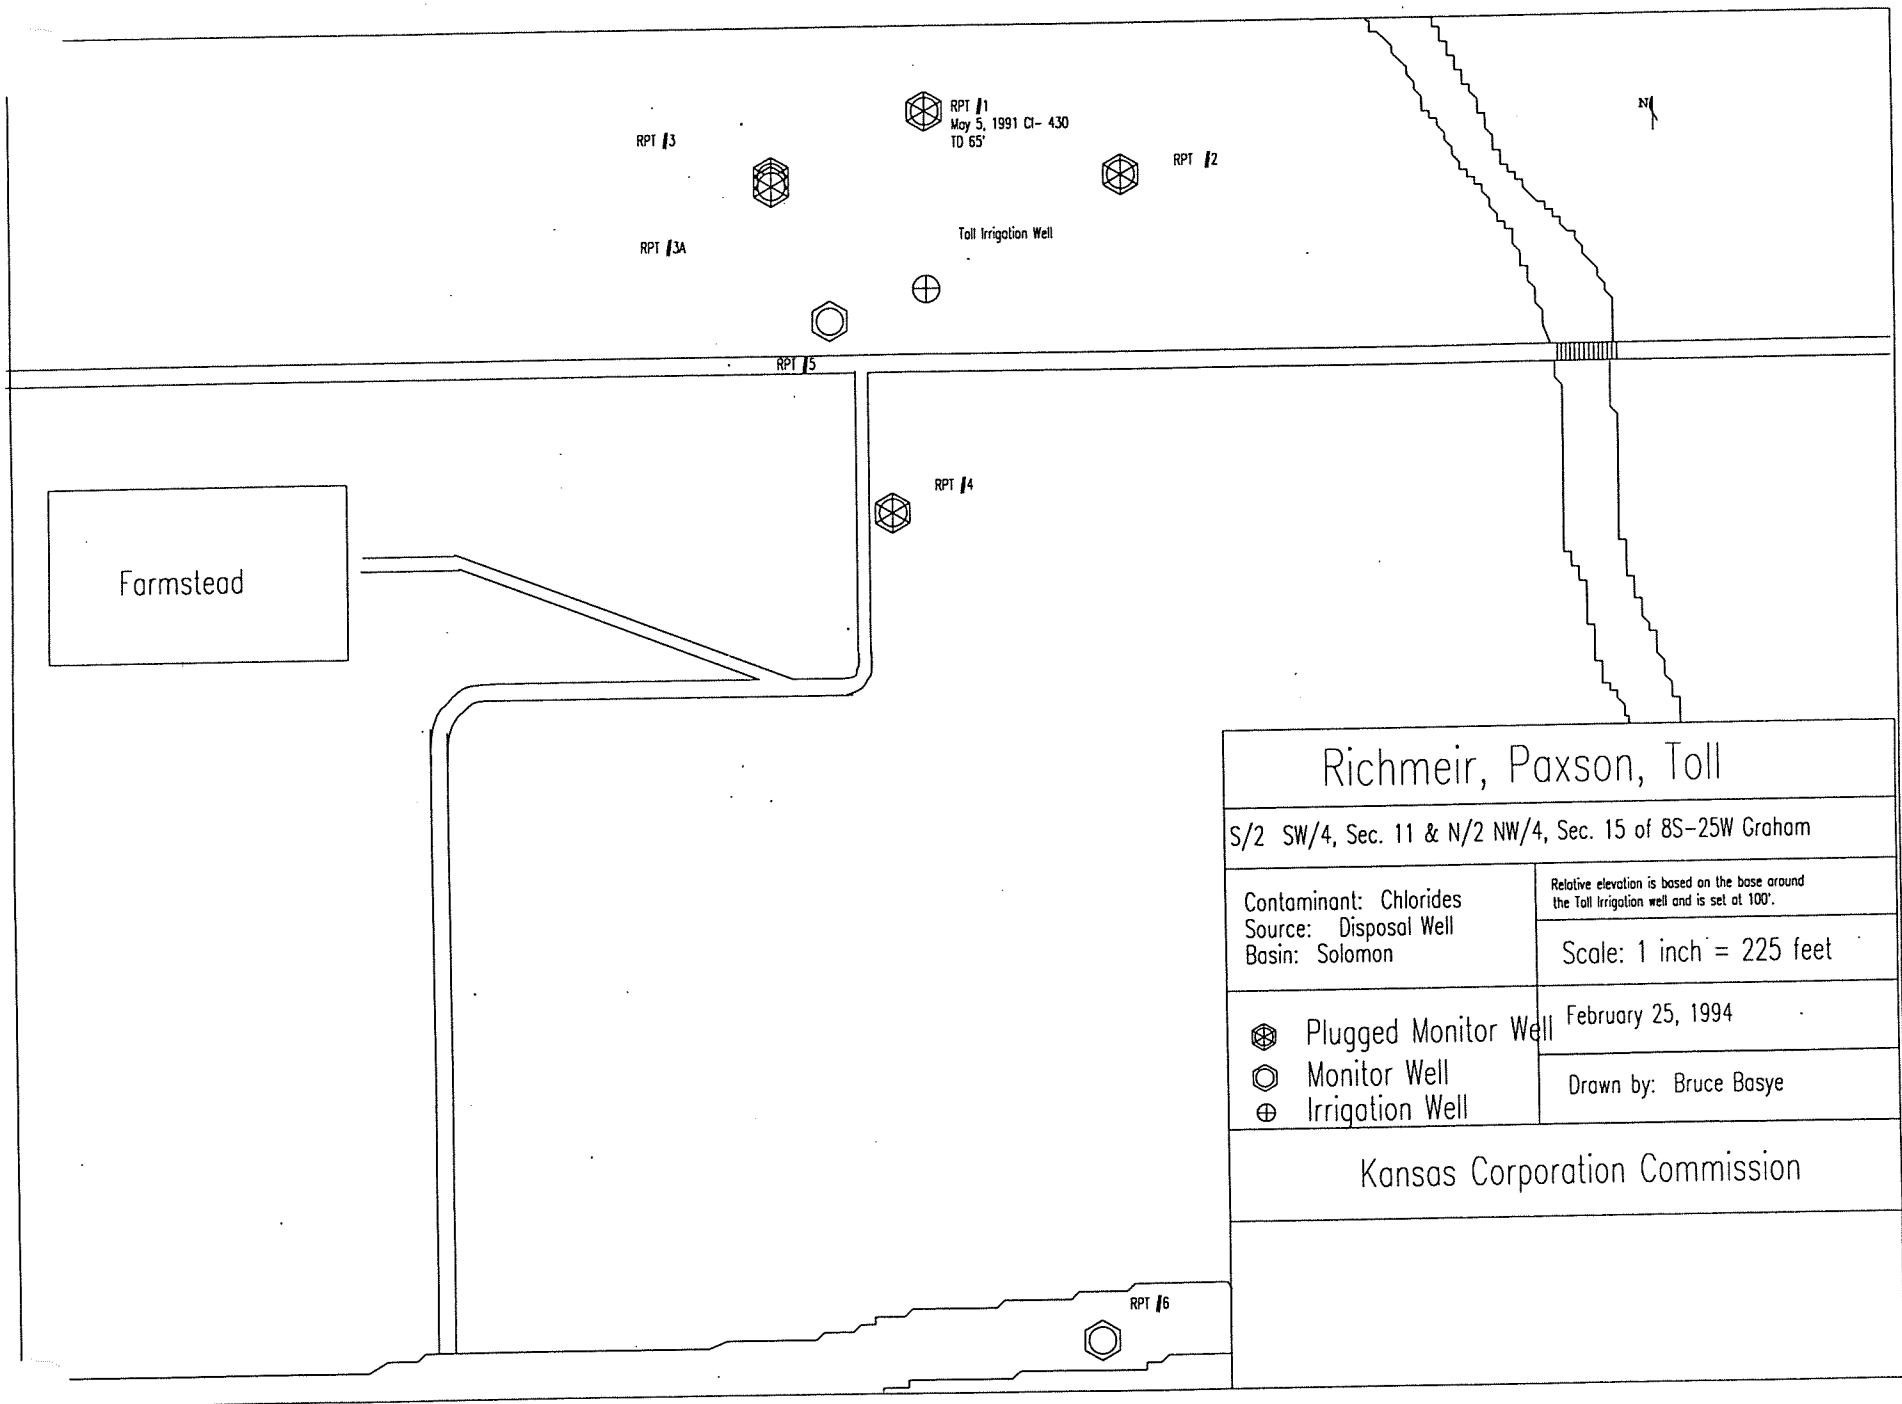 RPT #1
May 5, 1991 Cl- 430
TD 65'
RPT #3
RPT #2
N
Toll Irrigation Well
RPT #3A
RPT #5
RPT #4
Farmstead
Richmeir, Paxson, Toll
S/2 SW/4, Sec. 11 & N/2 NW/4, Sec. 15 of 8S-25W Graham
Contaminant: Chlorides
Source: Disposal Well
Basin: Solomon
Relative elevation is based on the base around
the Toll Irrigation well and is set at 100'.
Scale: 1 inch = 225 feet
Plugged Monitor Well
Monitor Well
Irrigation Well
February 25, 1994
Drawn by: Bruce Basye
Kansas Corporation Commission
RPT #6